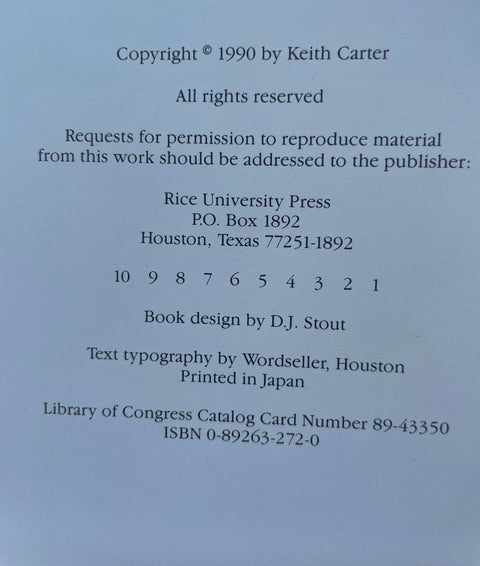 Copyright © 1990 by Keith Carter
All rights reserved
Requests for permission to reproduce material
from this work should be addressed to the publisher:
Rice University Press
P.O. Box 1892
Houston, Texas 77251-1892
10 9 8 7 6 5 4 3 2 1
Book design by D.J. Stout
Text typography by Wordseller, Houston
Printed in Japan
Library of Congress Catalog Card Number 89-43350
ISBN 0-89263-272-0